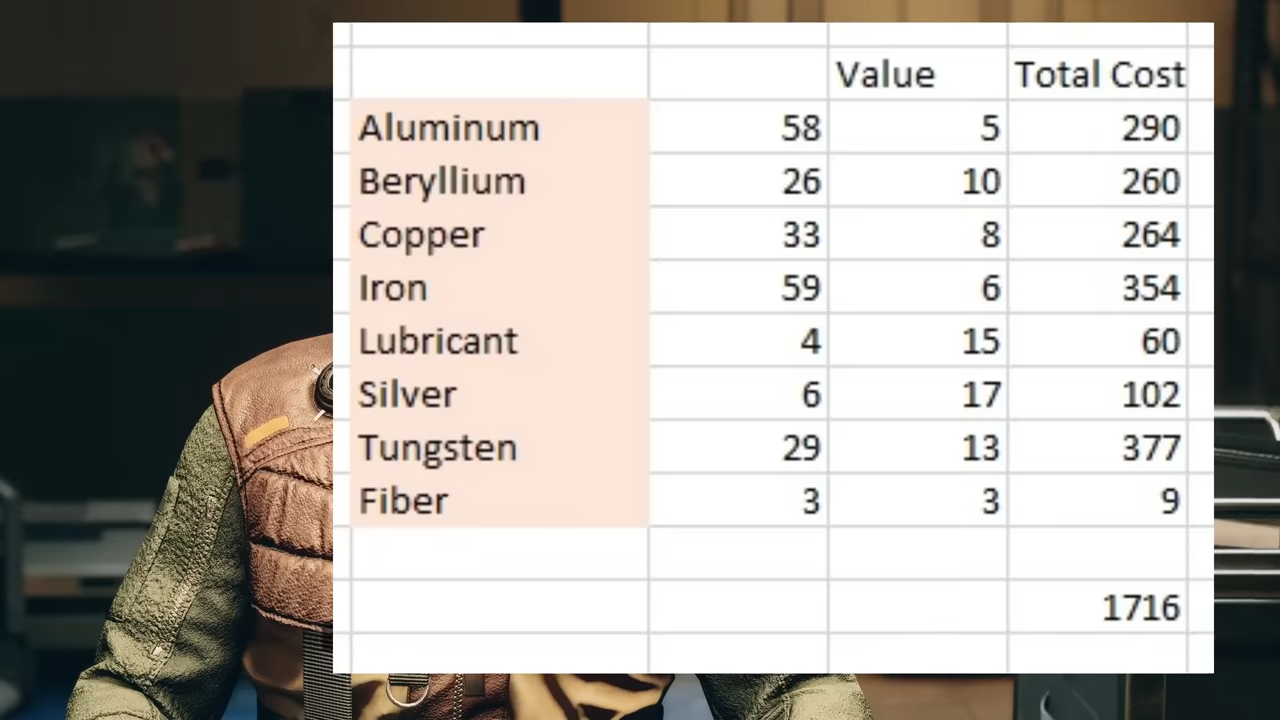 Value Total Cost
Aluminum 58 5 290
Beryllium 26 10 260
Copper 33 8 264
Iron 59 6 354
Lubricant 4 15 60
Silver 6 17 102
Tungsten 29 13 377
Fiber 3 3 9
1716